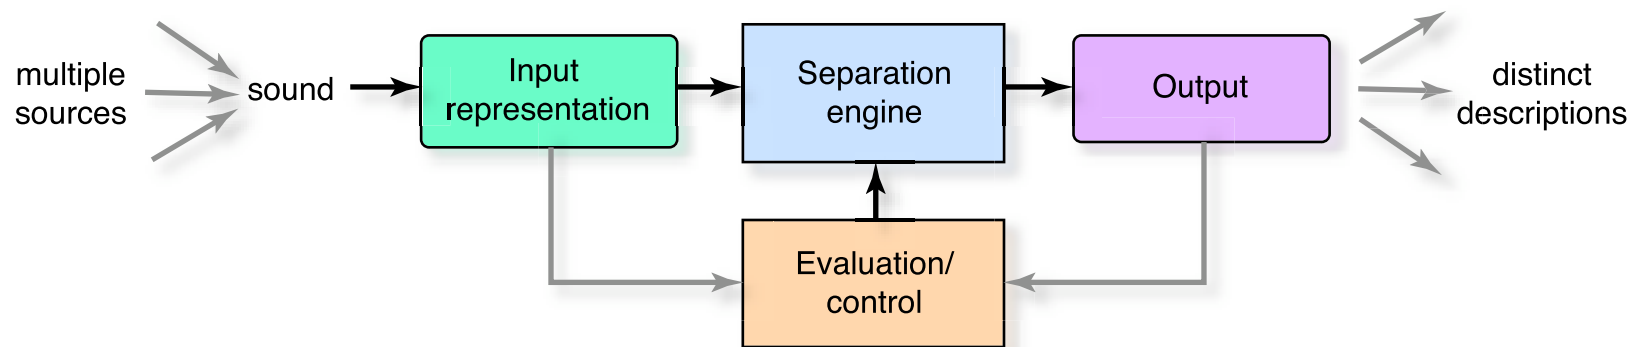 multiple
sources
sound
Input
representation
Separation
engine
Output
distinct
descriptions
Evaluation/
control